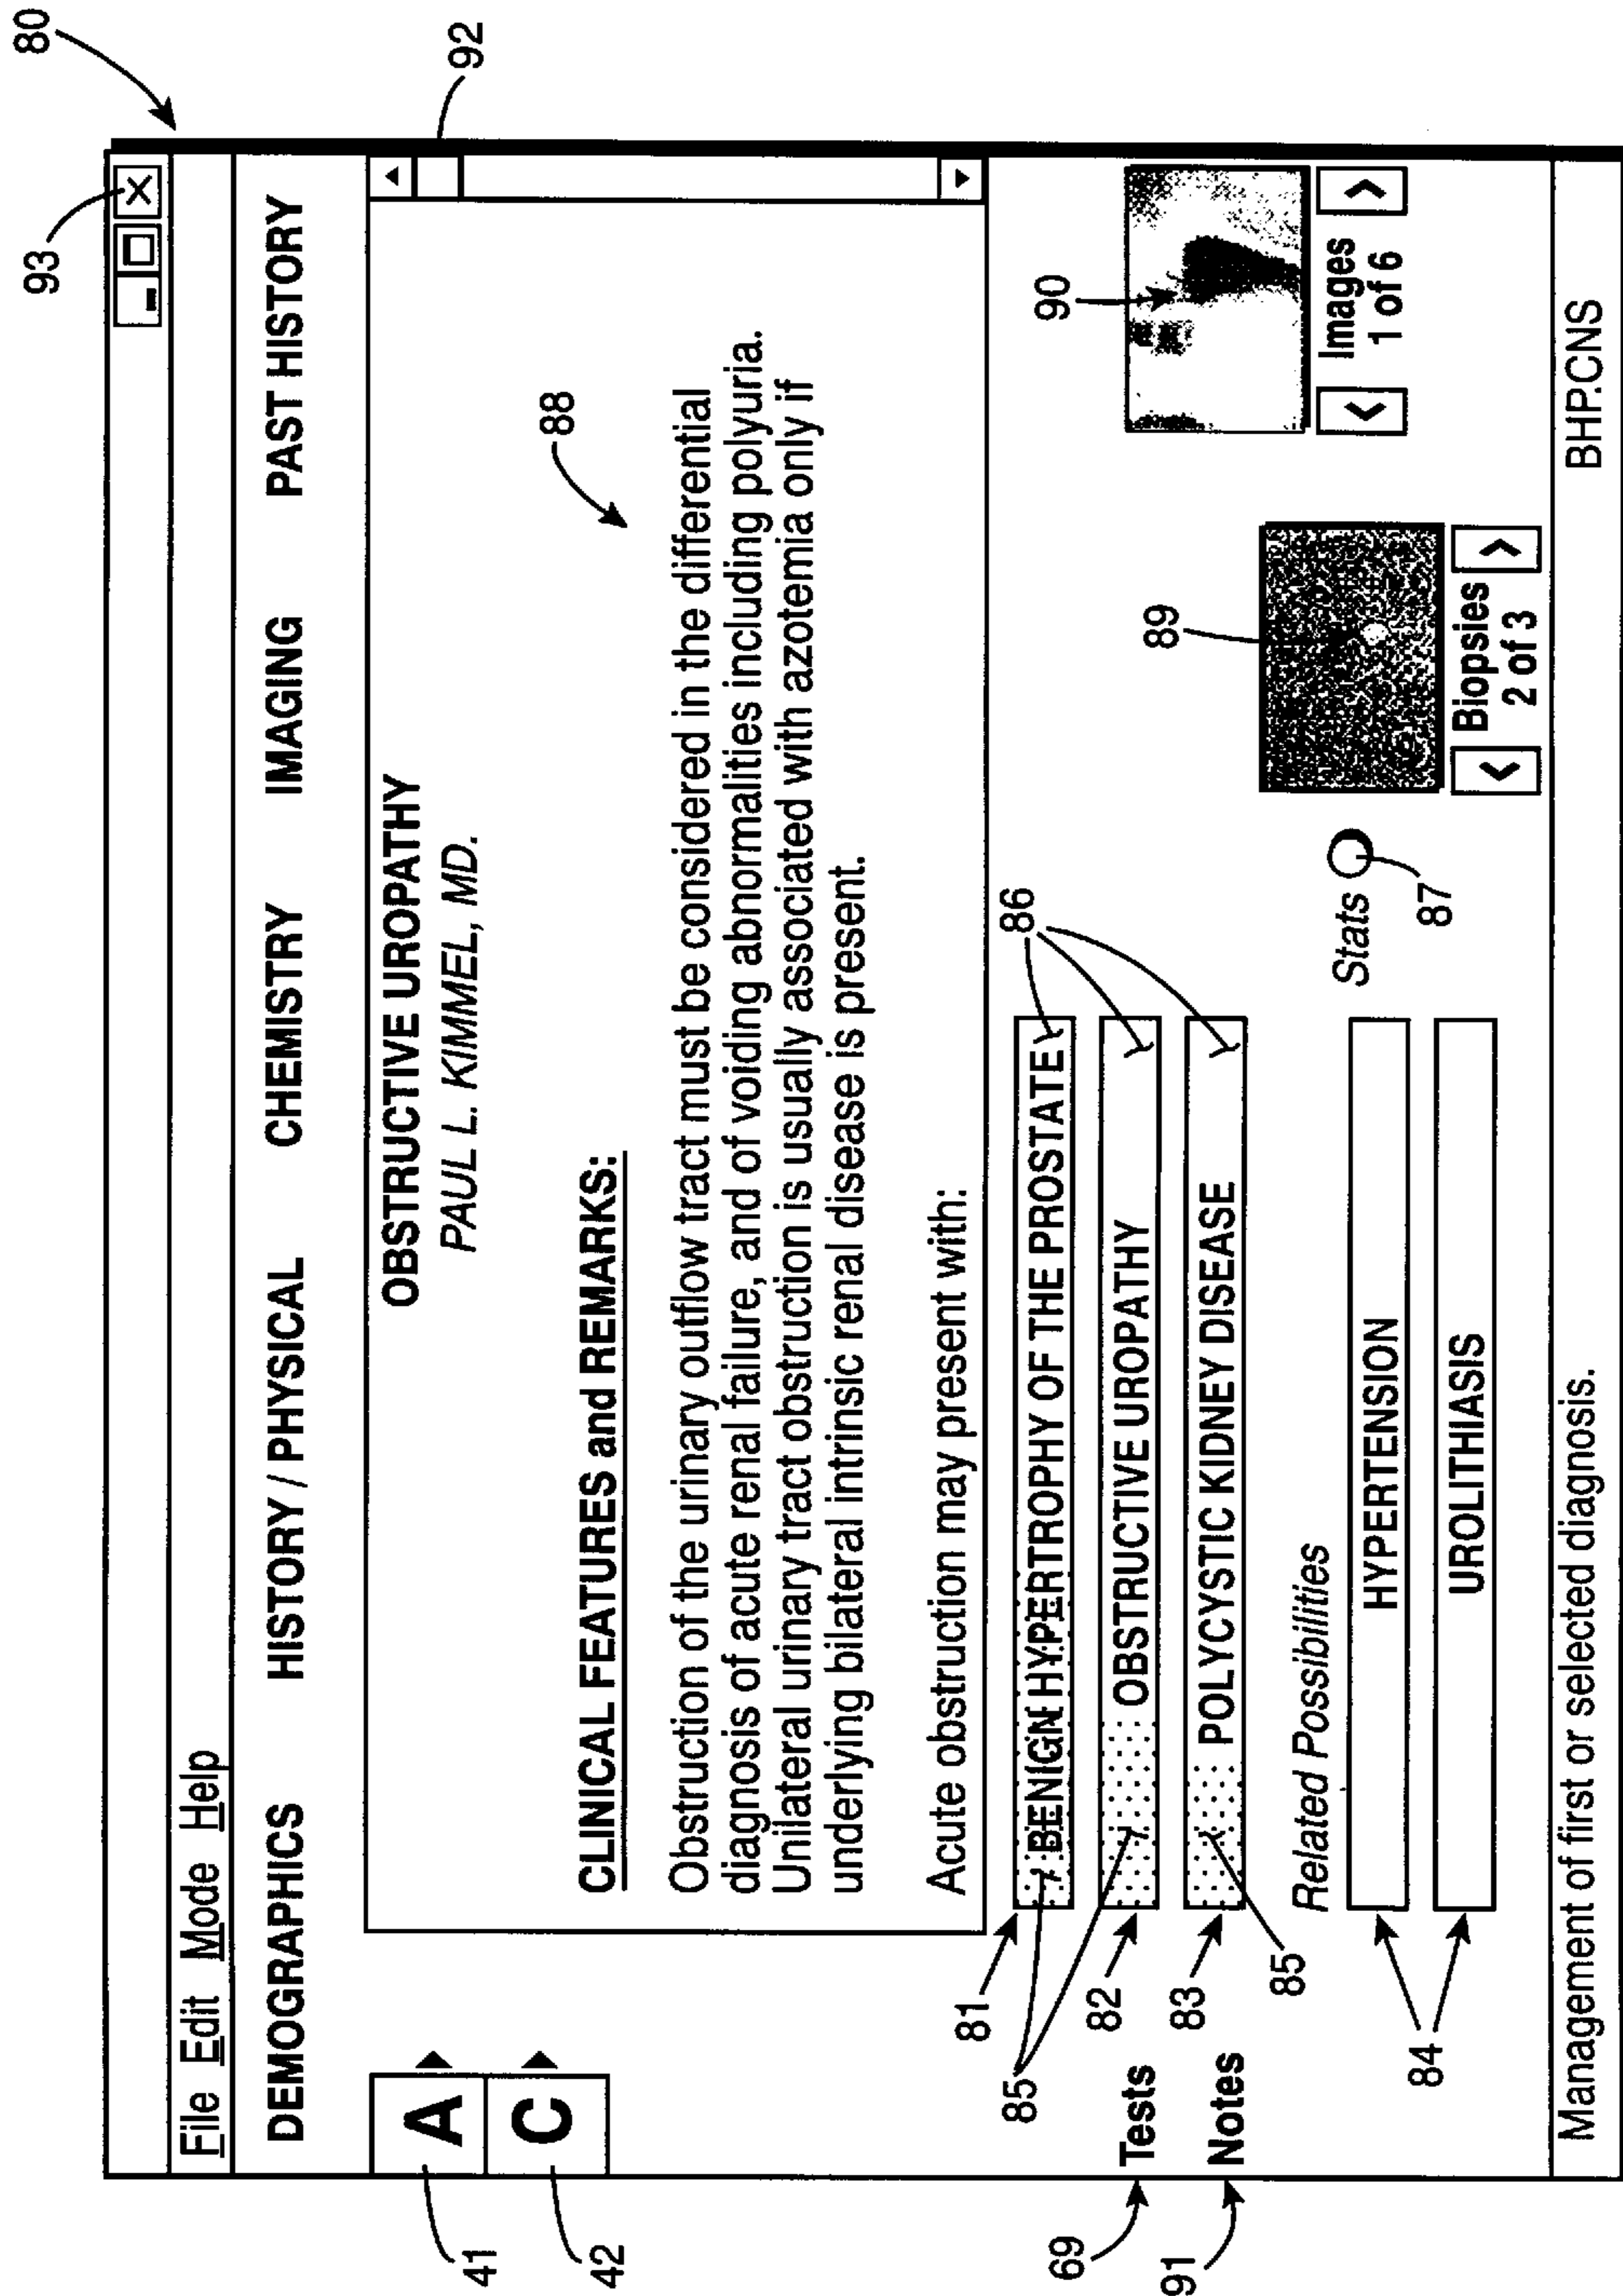 80
93
File Edit Mode Help
DEMOGRAPHICS HISTORY / PHYSICAL CHEMISTRY IMAGING PAST HISTORY
92
41
A
42
C
OBSTRUCTIVE UROPATHY
PAUL L. KIMMEL, MD.
88
CLINICAL FEATURES and REMARKS:
Obstruction of the urinary outflow tract must be considered in the differential
diagnosis of acute renal failure, and of voiding abnormalities including polyuria.
Unilateral urinary tract obstruction is usually associated with azotemia only if
underlying bilateral intrinsic renal disease is present.
Acute obstruction may present with:
81
BENIGN HYPERTROPHY OF THE PROSTATE
86
85
82
OBSTRUCTIVE UROPATHY
69
Tests
83
POLYCYSTIC KIDNEY DISEASE
91
Notes
85
Related Possibilities
Stats
87
84
HYPERTENSION
UROLITHIASIS
89
Biopsies
2 of 3
90
Images
1 of 6
Management of first or selected diagnosis. BHP.CNS